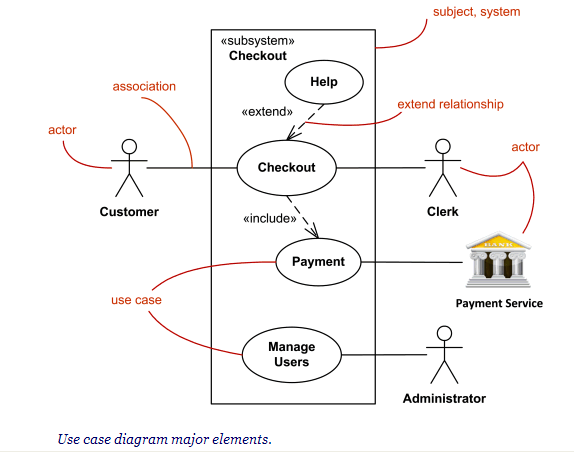 subject, system
«subsystem»
Checkout
Help
association
«extend»
extend relationship
actor
actor
Checkout
Customer
Clerk
«include»
BANK
Payment
use case
Payment Service
Manage
Users
Administrator
Use case diagram major elements.